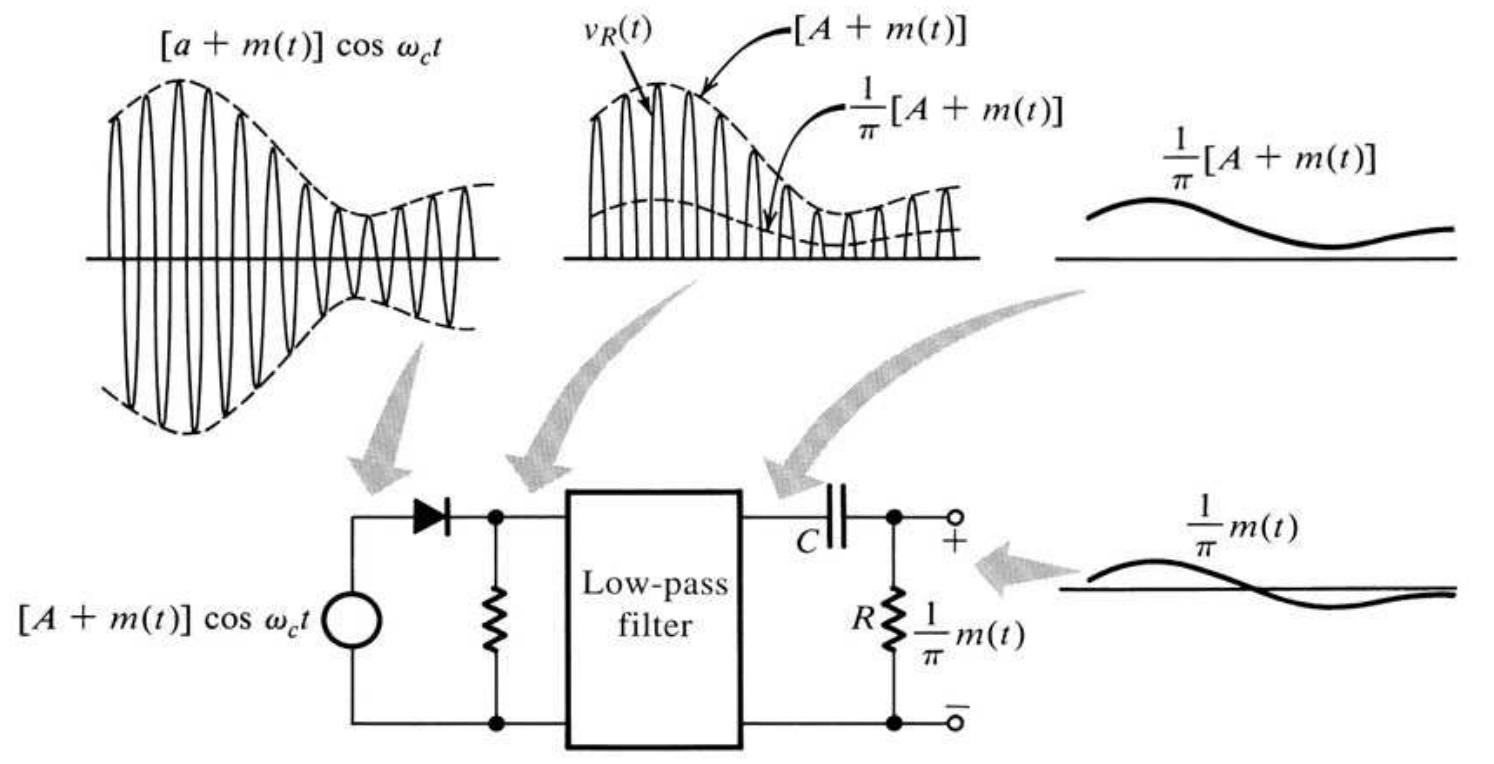 [a + m(t)] cos ω_c t
v_R(t)
[A + m(t)]
1/π [A + m(t)]
1/π [A + m(t)]
C
+
1/π m(t)
[A + m(t)] cos ω_c t
Low-pass
filter
R
1/π m(t)
−